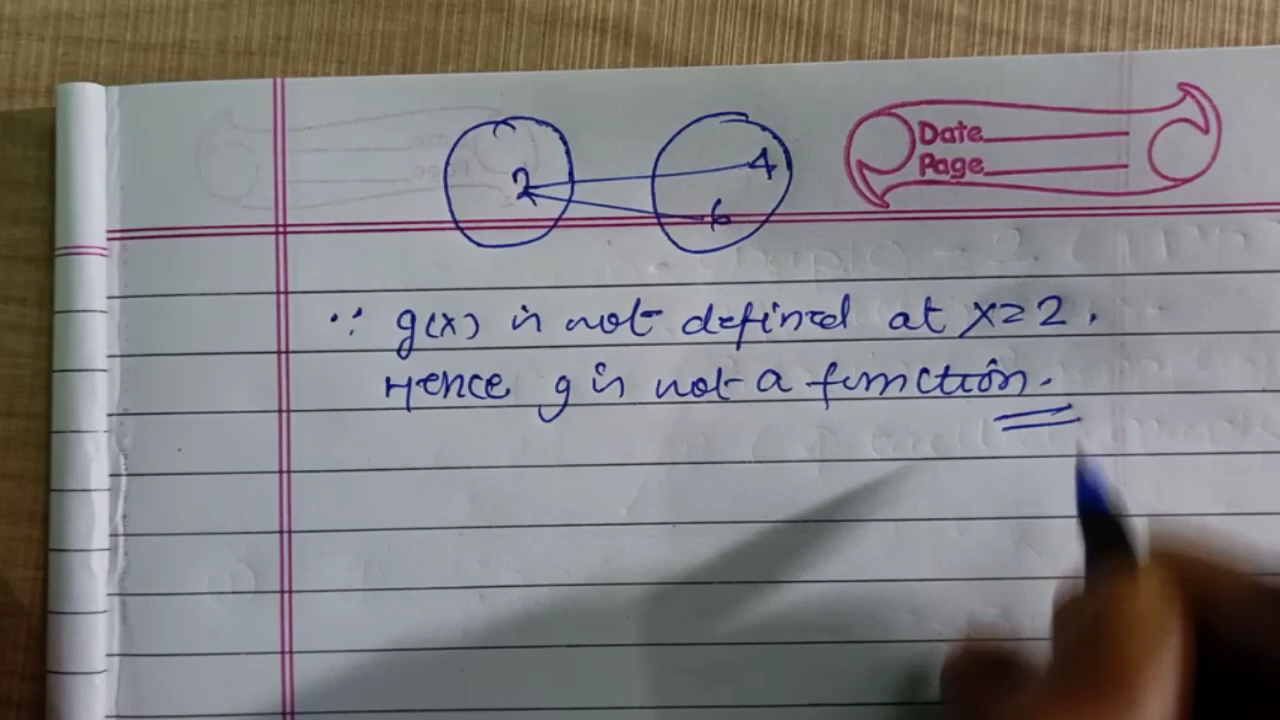 2 4
6
Date
Page
∵ g(x) is not defined at x=2.
Hence g is not a function.